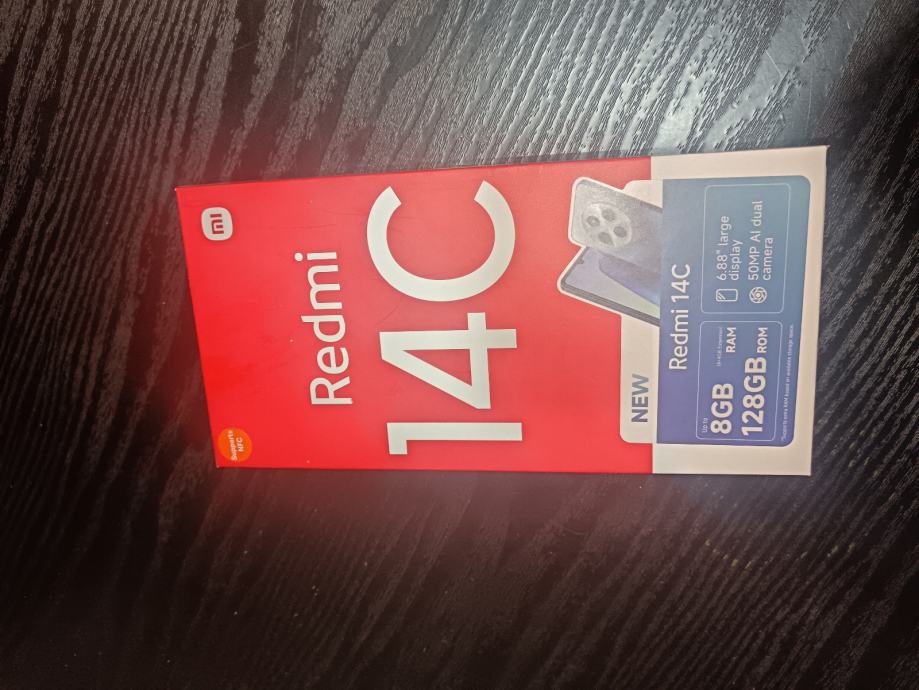 Supports
NFC
mi
Redmi
14C
NEW
Redmi 14C
Up to
8GB
RAM
128GB ROM
6.88" large
display
50MP AI dual
camera